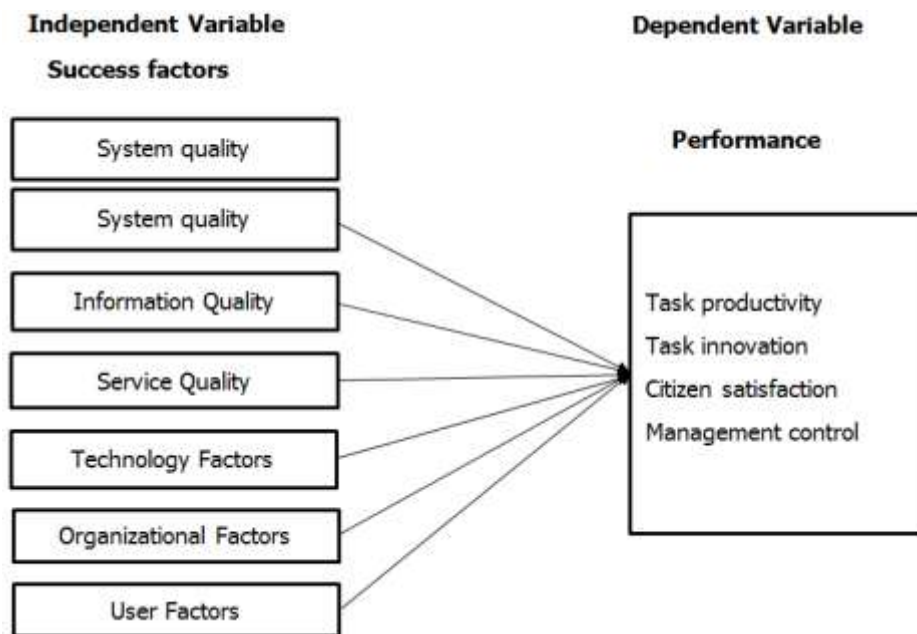 Independent Variable
Success factors
System quality
System quality
Information Quality
Service Quality
Technology Factors
Organizational Factors
User Factors
Dependent Variable
Performance
Task productivity
Task innovation
Citizen satisfaction
Management control